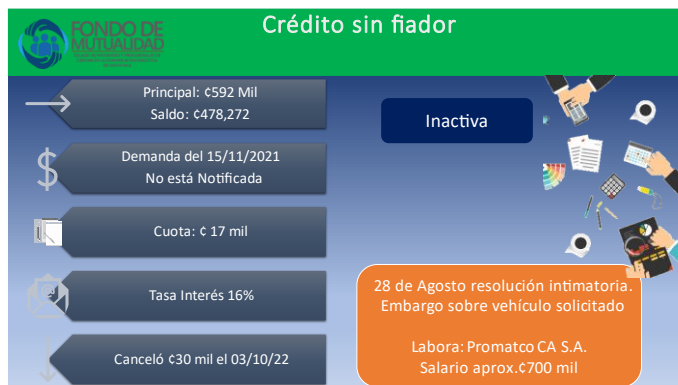 Crédito sin fiador
FONDO DE
MUTUALIDAD
Principal: ¢592 Mil
Saldo: ¢478,272
Inactiva
Demanda del 15/11/2021
No está Notificada
Cuota: ¢ 17 mil
Tasa Interés 16%
28 de Agosto resolución intimatoria.
Embargo sobre vehículo solicitado
Labora: Promatco CA S.A.
Salario aprox.¢700 mil
Canceló ¢30 mil el 03/10/22